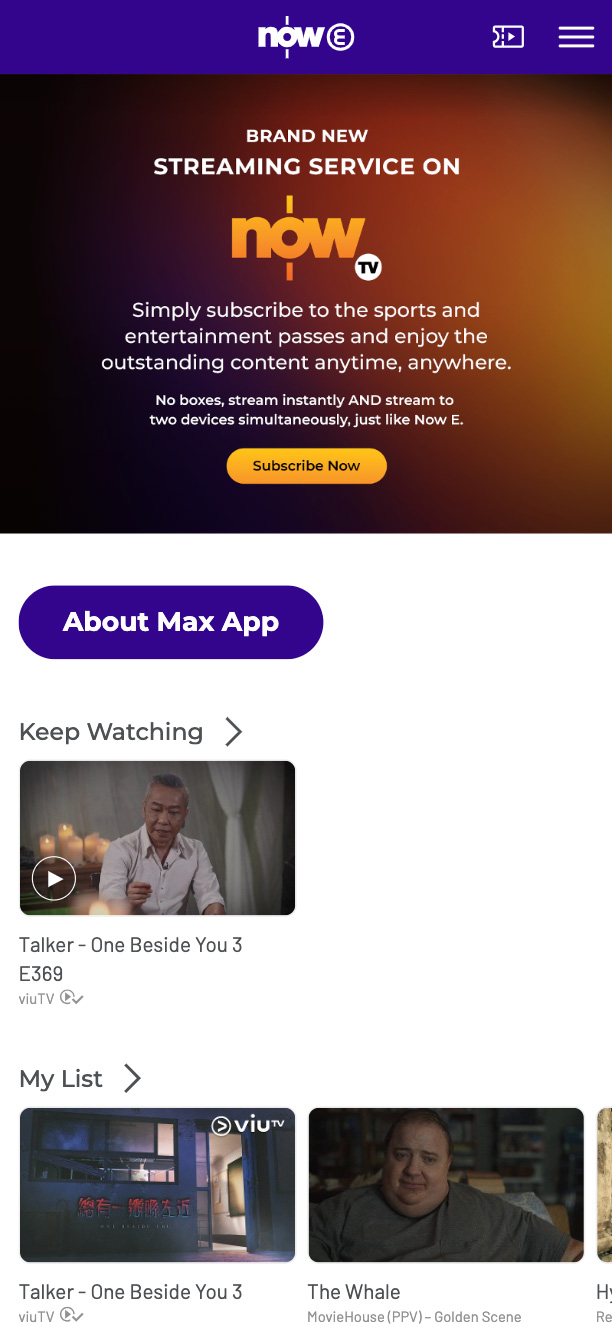 now E
BRAND NEW
STREAMING SERVICE ON
now
TV
Simply subscribe to the sports and
entertainment passes and enjoy the
outstanding content anytime, anywhere.
No boxes, stream instantly AND stream to
two devices simultaneously, just like Now E.
Subscribe Now
About Max App
Keep Watching
Talker - One Beside You 3
E369
viuTV
My List
viuTV
總有一瓣喺左近
Talker - One Beside You 3
viuTV
The Whale
MovieHouse (PPV) – Golden Scene
Hy
Re